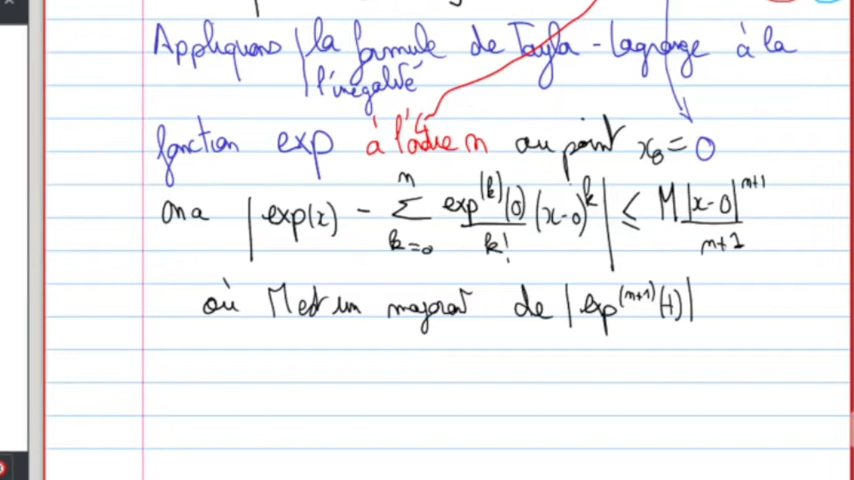 Appliquons la formule de Taylor-Lagrange à la
l'inégalité
fonction exp à l'ordre n au point x₀ = 0
on a | exp(x) - ∑_{k=0}^{n} exp^{(k)}(0)/k! (x-0)^k | ≤ M |x-0|^{n+1}/n+1
où M est un majorant de |exp^{(n+1)}(t)|